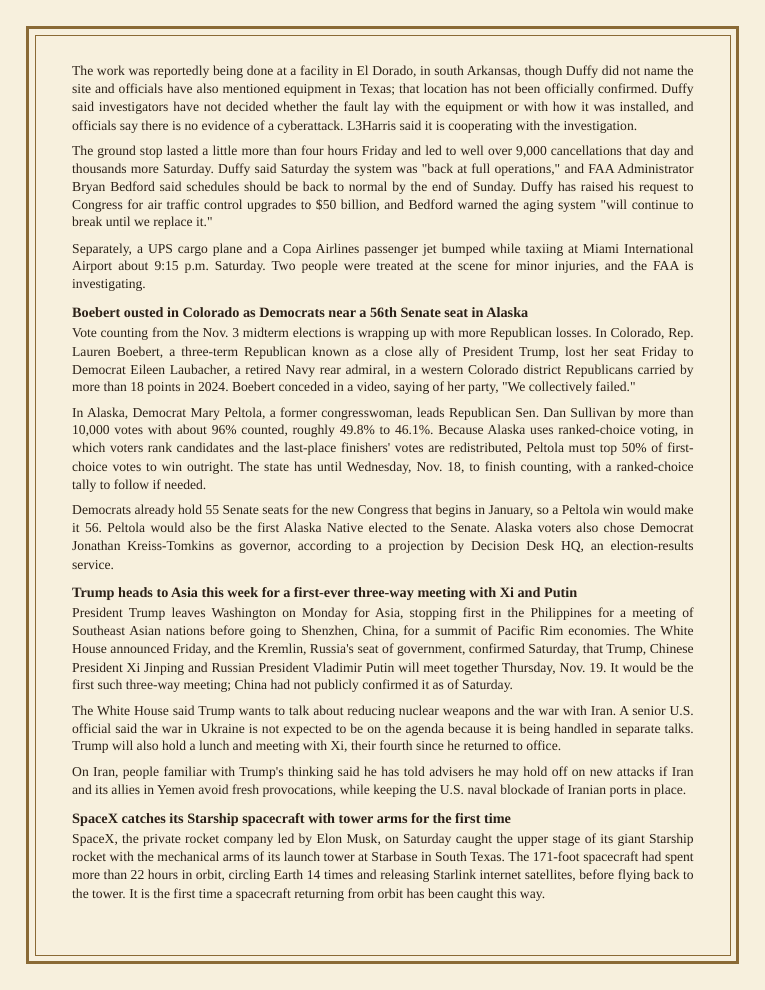 The work was reportedly being done at a facility in El Dorado, in south Arkansas, though Duffy did not name the
site and officials have also mentioned equipment in Texas; that location has not been officially confirmed. Duffy
said investigators have not decided whether the fault lay with the equipment or with how it was installed, and
officials say there is no evidence of a cyberattack. L3Harris said it is cooperating with the investigation.
The ground stop lasted a little more than four hours Friday and led to well over 9,000 cancellations that day and
thousands more Saturday. Duffy said Saturday the system was "back at full operations," and FAA Administrator
Bryan Bedford said schedules should be back to normal by the end of Sunday. Duffy has raised his request to
Congress for air traffic control upgrades to $50 billion, and Bedford warned the aging system "will continue to
break until we replace it."
Separately, a UPS cargo plane and a Copa Airlines passenger jet bumped while taxiing at Miami International
Airport about 9:15 p.m. Saturday. Two people were treated at the scene for minor injuries, and the FAA is
investigating.
Boebert ousted in Colorado as Democrats near a 56th Senate seat in Alaska
Vote counting from the Nov. 3 midterm elections is wrapping up with more Republican losses. In Colorado, Rep.
Lauren Boebert, a three-term Republican known as a close ally of President Trump, lost her seat Friday to
Democrat Eileen Laubacher, a retired Navy rear admiral, in a western Colorado district Republicans carried by
more than 18 points in 2024. Boebert conceded in a video, saying of her party, "We collectively failed."
In Alaska, Democrat Mary Peltola, a former congresswoman, leads Republican Sen. Dan Sullivan by more than
10,000 votes with about 96% counted, roughly 49.8% to 46.1%. Because Alaska uses ranked-choice voting, in
which voters rank candidates and the last-place finishers' votes are redistributed, Peltola must top 50% of first-
choice votes to win outright. The state has until Wednesday, Nov. 18, to finish counting, with a ranked-choice
tally to follow if needed.
Democrats already hold 55 Senate seats for the new Congress that begins in January, so a Peltola win would make
it 56. Peltola would also be the first Alaska Native elected to the Senate. Alaska voters also chose Democrat
Jonathan Kreiss-Tomkins as governor, according to a projection by Decision Desk HQ, an election-results
service.
Trump heads to Asia this week for a first-ever three-way meeting with Xi and Putin
President Trump leaves Washington on Monday for Asia, stopping first in the Philippines for a meeting of
Southeast Asian nations before going to Shenzhen, China, for a summit of Pacific Rim economies. The White
House announced Friday, and the Kremlin, Russia's seat of government, confirmed Saturday, that Trump, Chinese
President Xi Jinping and Russian President Vladimir Putin will meet together Thursday, Nov. 19. It would be the
first such three-way meeting; China had not publicly confirmed it as of Saturday.
The White House said Trump wants to talk about reducing nuclear weapons and the war with Iran. A senior U.S.
official said the war in Ukraine is not expected to be on the agenda because it is being handled in separate talks.
Trump will also hold a lunch and meeting with Xi, their fourth since he returned to office.
On Iran, people familiar with Trump's thinking said he has told advisers he may hold off on new attacks if Iran
and its allies in Yemen avoid fresh provocations, while keeping the U.S. naval blockade of Iranian ports in place.
SpaceX catches its Starship spacecraft with tower arms for the first time
SpaceX, the private rocket company led by Elon Musk, on Saturday caught the upper stage of its giant Starship
rocket with the mechanical arms of its launch tower at Starbase in South Texas. The 171-foot spacecraft had spent
more than 22 hours in orbit, circling Earth 14 times and releasing Starlink internet satellites, before flying back to
the tower. It is the first time a spacecraft returning from orbit has been caught this way.